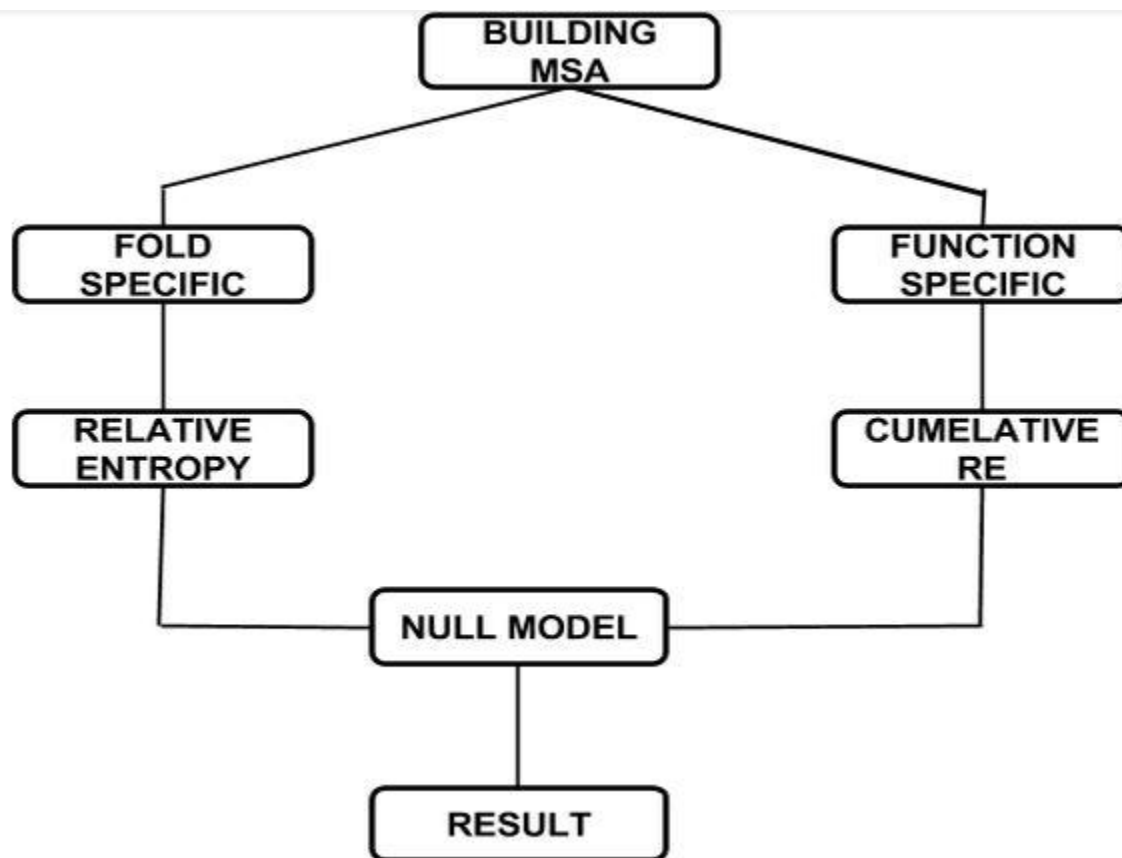 BUILDING
MSA
FOLD
SPECIFIC
FUNCTION
SPECIFIC
RELATIVE
ENTROPY
CUMELATIVE
RE
NULL MODEL
RESULT